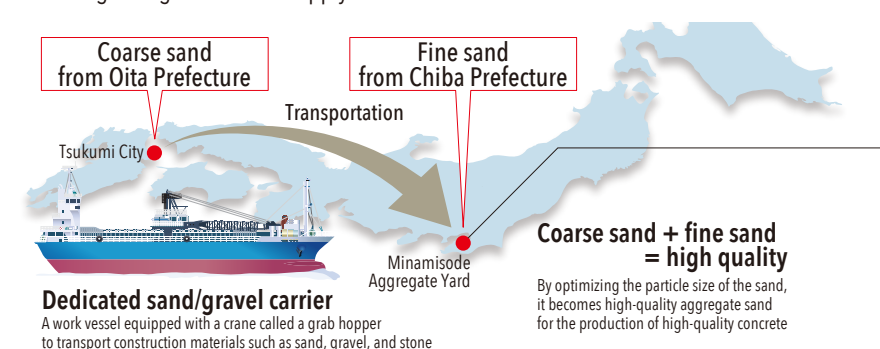 Coarse sand
from Oita Prefecture
Fine sand
from Chiba Prefecture
Transportation
Tsukumi City
Minamisode
Aggregate Yard
Coarse sand + fine sand
= high quality
By optimizing the particle size of the sand,
it becomes high-quality aggregate sand
for the production of high-quality concrete
Dedicated sand/gravel carrier
A work vessel equipped with a crane called a grab hopper
to transport construction materials such as sand, gravel, and stone